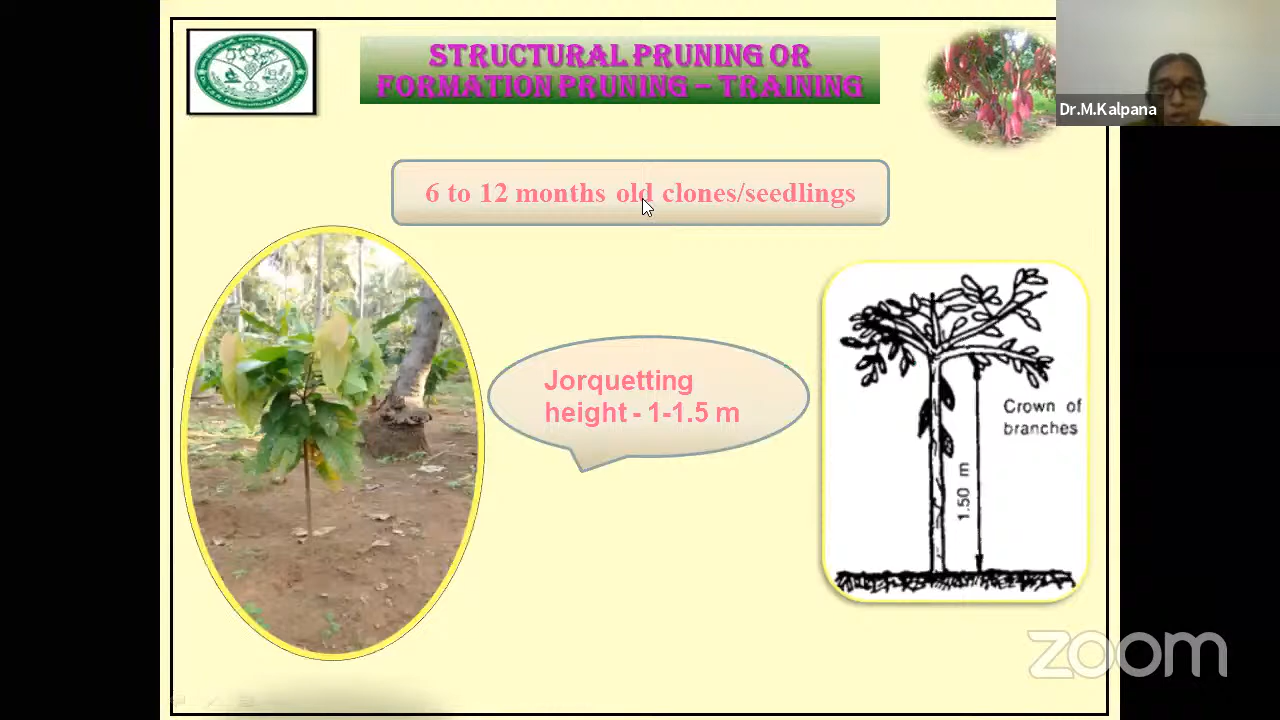 STRUCTURAL PRUNING OR
FORMATION PRUNING – TRAINING
Dr.M.Kalpana
6 to 12 months old clones/seedlings
Jorquetting
height - 1-1.5 m
Crown of
branches
1.50 m
zoom